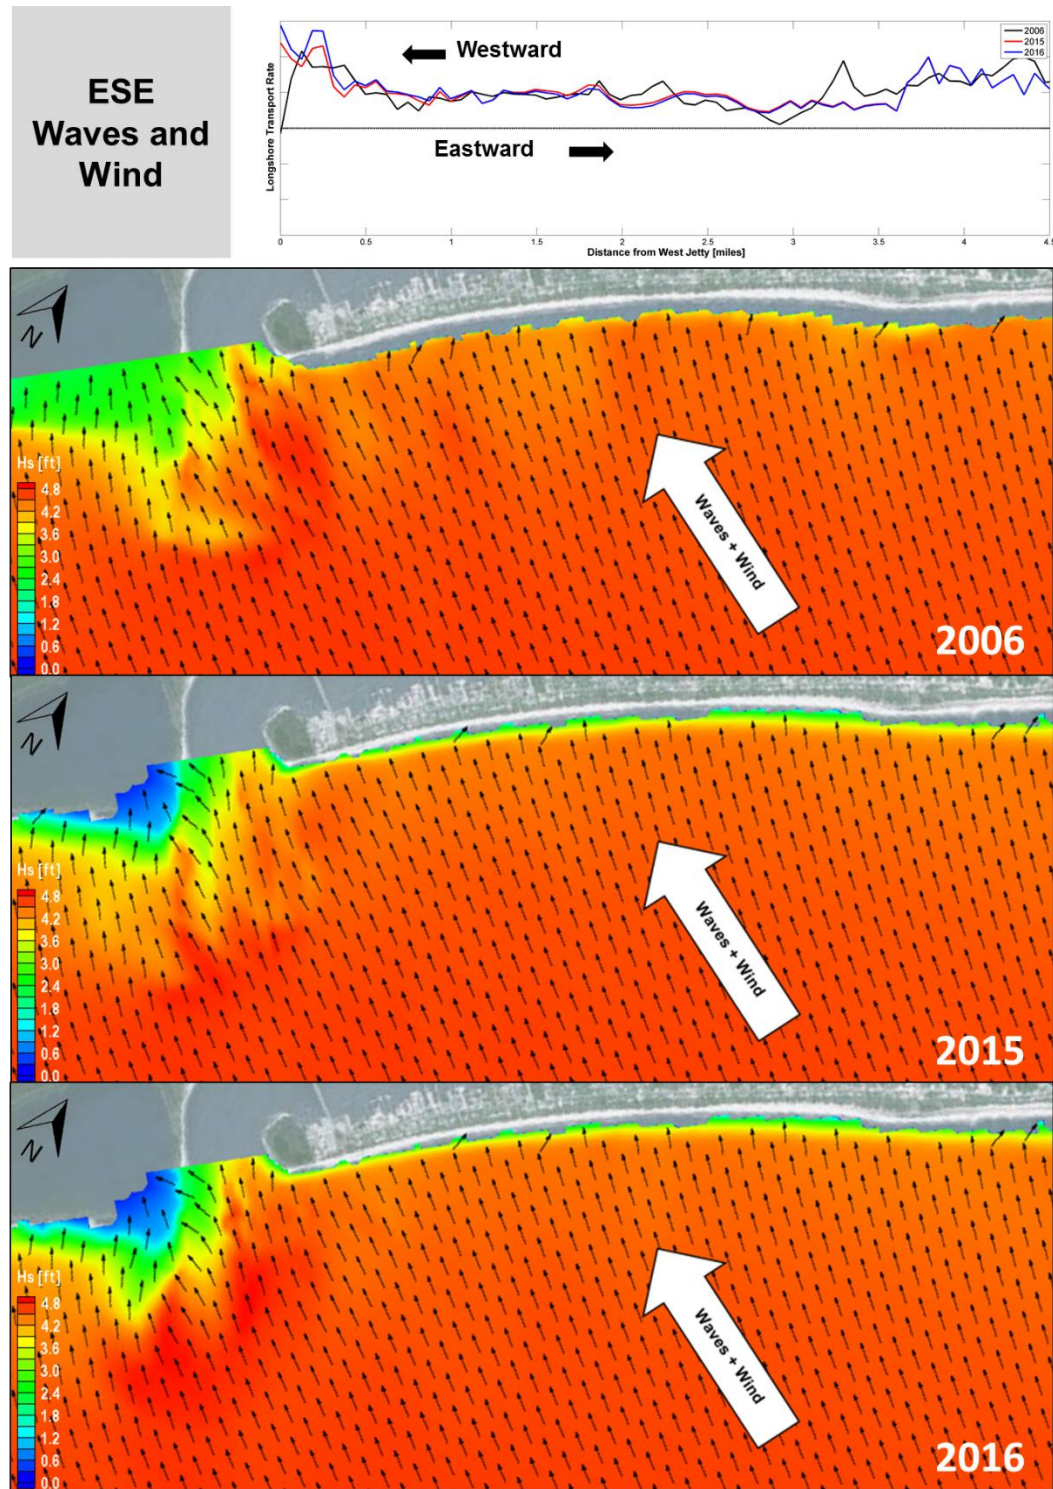 ESE
Waves and
Wind
Longshore Transport Rate
Westward
Eastward
2006
2015
2016
0
0.5
1
1.5
2
2.5
3
3.5
4
4.5
Distance from West Jetty [miles]
N
Hs [ft]
4.8
4.2
3.6
3.0
2.4
1.8
1.2
0.6
0.0
Waves + Wind
2006
N
Hs [ft]
4.8
4.2
3.6
3.0
2.4
1.8
1.2
0.6
0.0
Waves + Wind
2015
N
Hs [ft]
4.8
4.2
3.6
3.0
2.4
1.8
1.2
0.6
0.0
Waves + Wind
2016